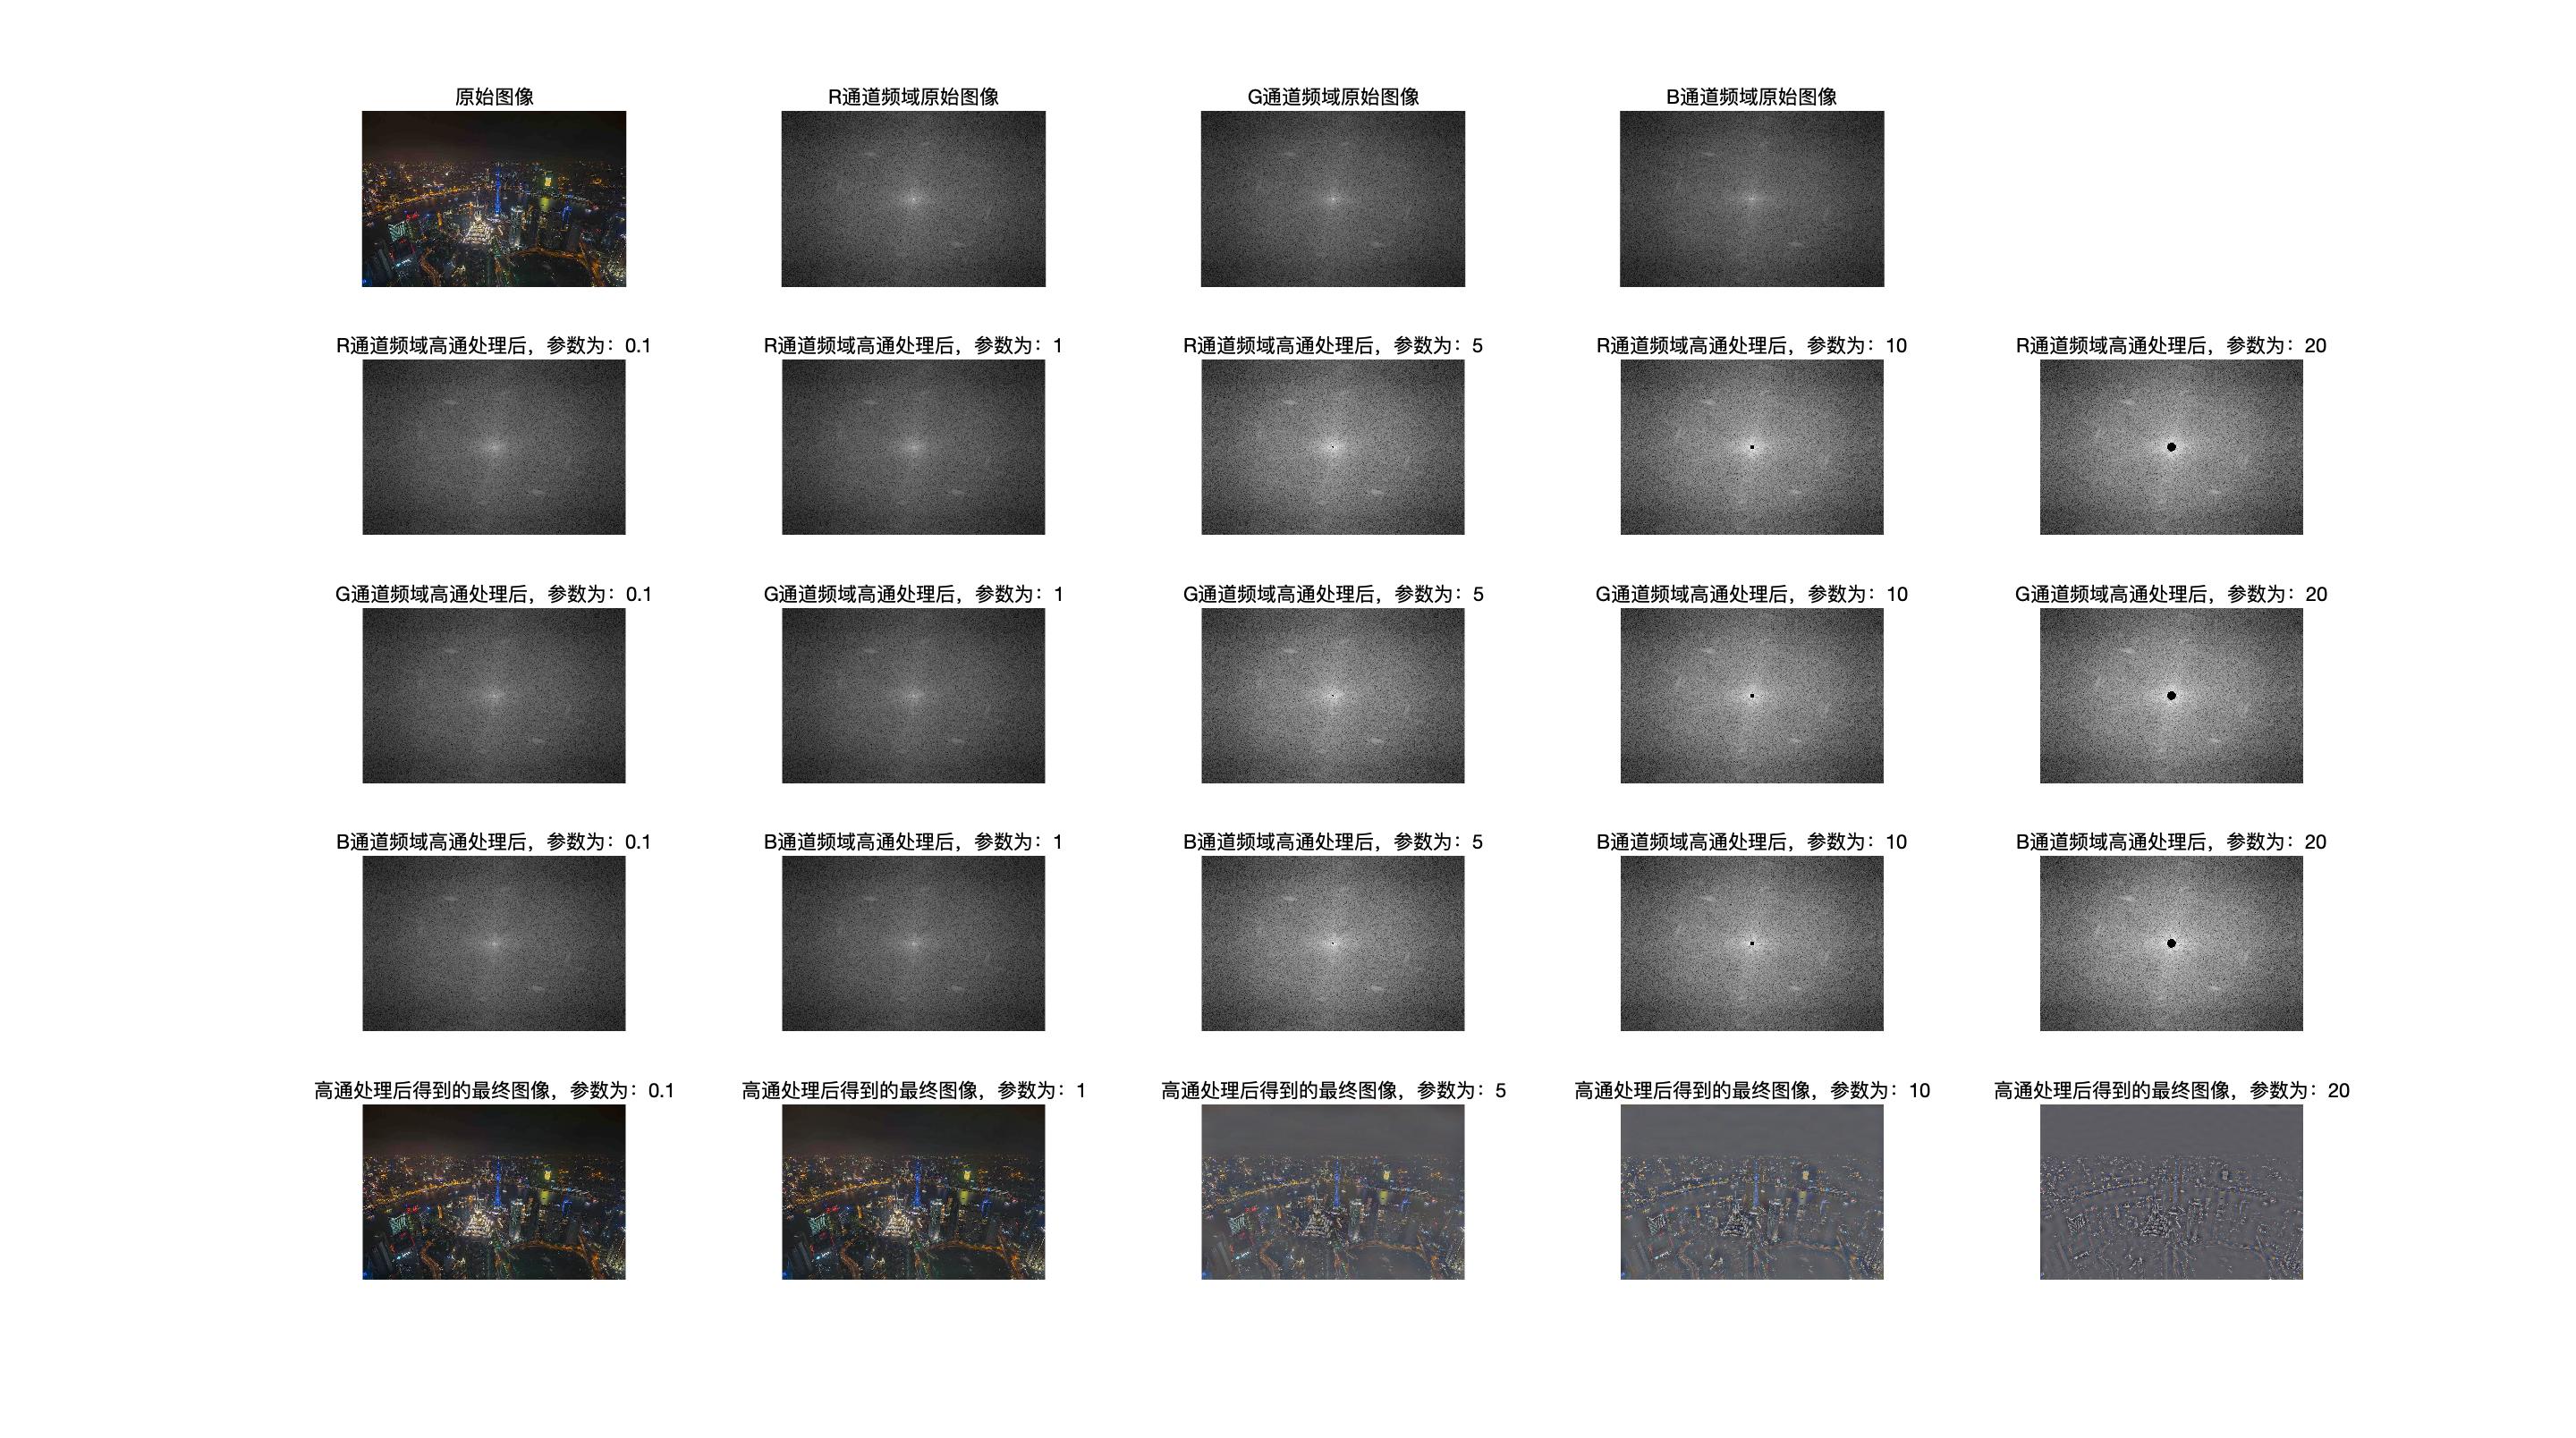 原始图像
R通道频域原始图像
G通道频域原始图像
B通道频域原始图像
R通道频域高通处理后，参数为：0.1
R通道频域高通处理后，参数为：1
R通道频域高通处理后，参数为：5
R通道频域高通处理后，参数为：10
R通道频域高通处理后，参数为：20
G通道频域高通处理后，参数为：0.1
G通道频域高通处理后，参数为：1
G通道频域高通处理后，参数为：5
G通道频域高通处理后，参数为：10
G通道频域高通处理后，参数为：20
B通道频域高通处理后，参数为：0.1
B通道频域高通处理后，参数为：1
B通道频域高通处理后，参数为：5
B通道频域高通处理后，参数为：10
B通道频域高通处理后，参数为：20
高通处理后得到的最终图像，参数为：0.1
高通处理后得到的最终图像，参数为：1
高通处理后得到的最终图像，参数为：5
高通处理后得到的最终图像，参数为：10
高通处理后得到的最终图像，参数为：20